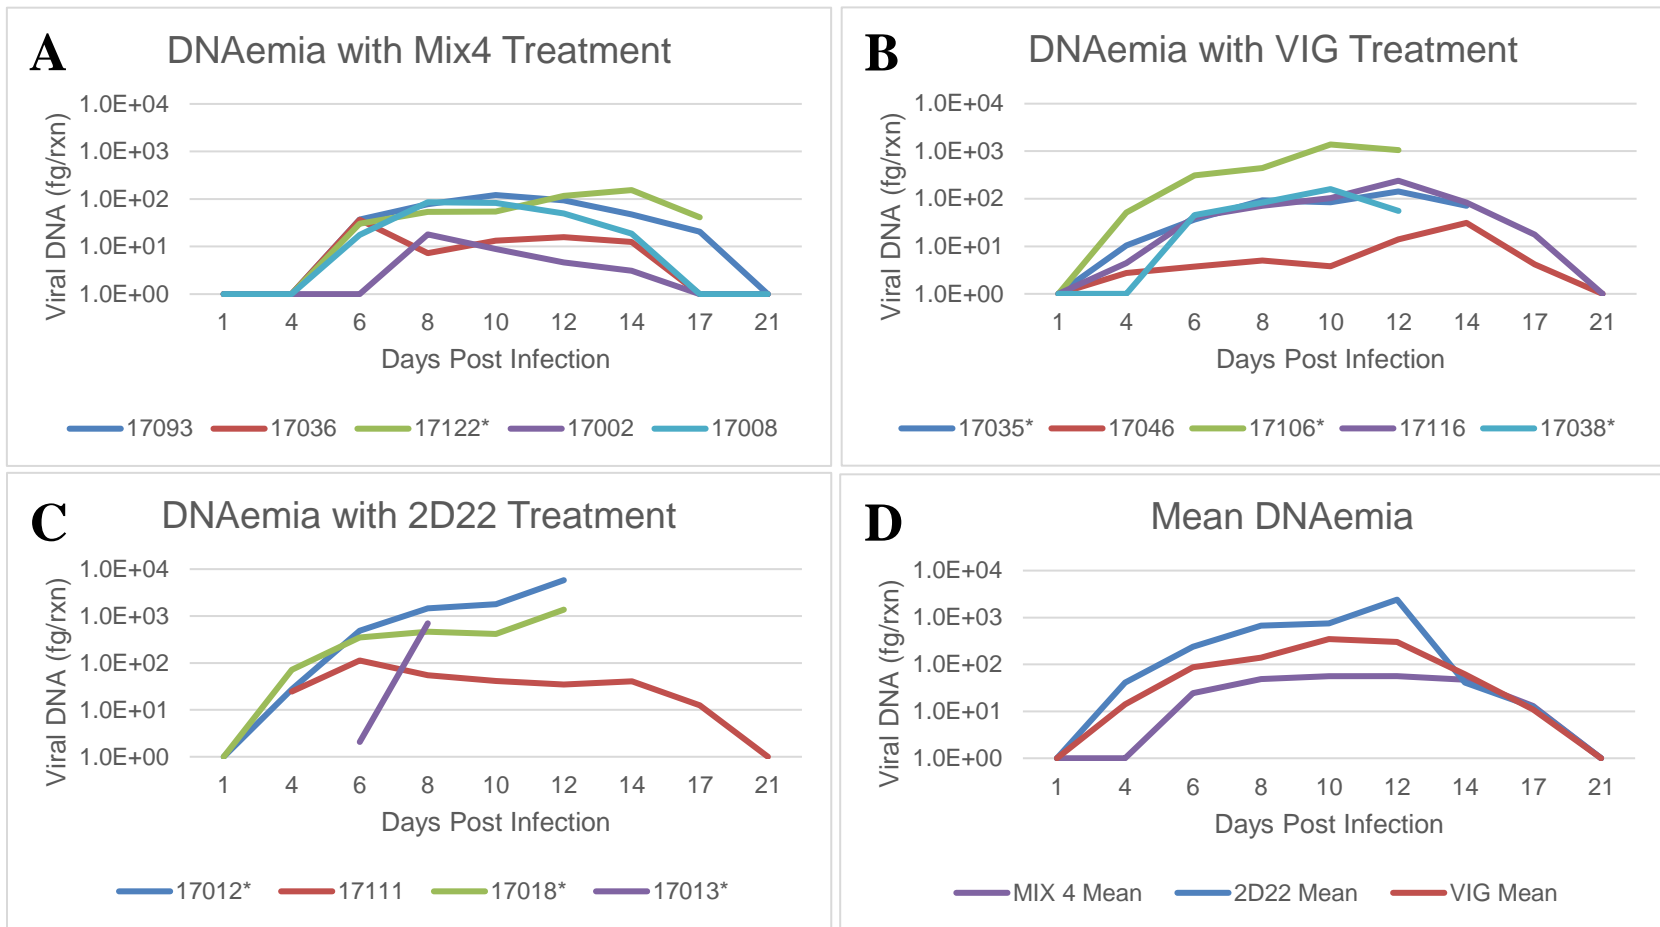 A
DNAemia with Mix4 Treatment
Viral DNA (fg/rxn)
1.0E+04
1.0E+03
1.0E+02
1.0E+01
1.0E+00
1 4 6 8 10 12 14 17 21
Days Post Infection
17093 17036 17122* 17002 17008
B
DNAemia with VIG Treatment
Viral DNA (fg/rxn)
1.0E+04
1.0E+03
1.0E+02
1.0E+01
1.0E+00
1 4 6 8 10 12 14 17 21
Days Post Infection
17035* 17046 17106* 17116 17038*
C
DNAemia with 2D22 Treatment
Viral DNA (fg/rxn)
1.0E+04
1.0E+03
1.0E+02
1.0E+01
1.0E+00
1 4 6 8 10 12 14 17 21
Days Post Infection
17012* 17111 17018* 17013*
D
Mean DNAemia
Viral DNA (fg/rxn)
1.0E+04
1.0E+03
1.0E+02
1.0E+01
1.0E+00
1 4 6 8 10 12 14 17 21
Days Post Infection
MIX 4 Mean 2D22 Mean VIG Mean